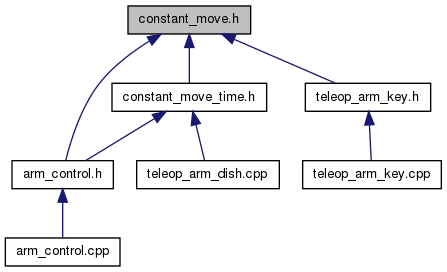 constant_move.h
constant_move_time.h
teleop_arm_key.h
arm_control.h
teleop_arm_dish.cpp
teleop_arm_key.cpp
arm_control.cpp